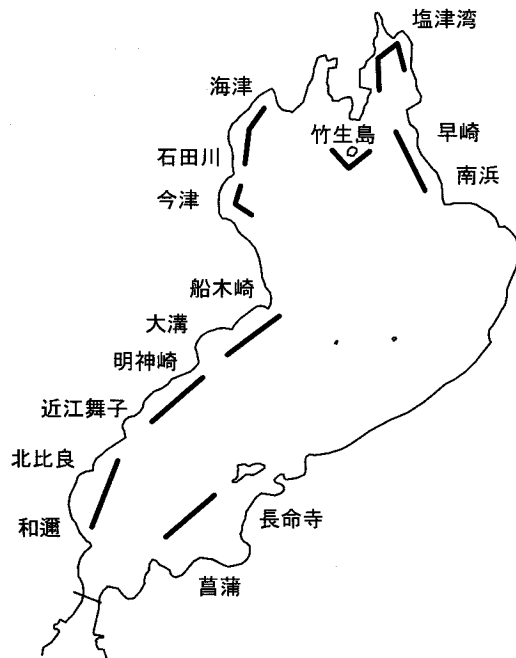 塩津湾
海津
竹生島
早崎
石田川
南浜
今津
船木崎
大溝
明神崎
近江舞子
北比良
長命寺
和邇
菖蒲